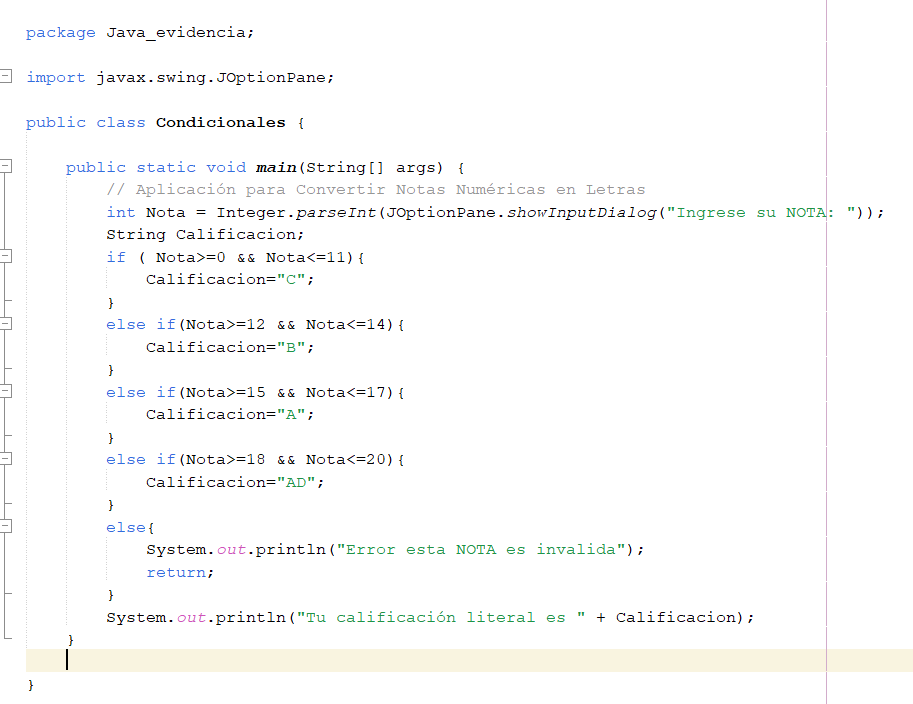 package Java_evidencia;
import javax.swing.JOptionPane;
public class Condicionales {
public static void main(String[] args) {
// Aplicación para Convertir Notas Numéricas en Letras
int Nota = Integer.parseInt(JOptionPane.showInputDialog("Ingrese su NOTA: "));
String Calificacion;
if ( Nota>=0 && Nota<=11){
Calificacion="C";
}
else if(Nota>=12 && Nota<=14){
Calificacion="B";
}
else if(Nota>=15 && Nota<=17){
Calificacion="A";
}
else if(Nota>=18 && Nota<=20){
Calificacion="AD";
}
else{
System.out.println("Error esta NOTA es invalida");
return;
}
System.out.println("Tu calificación literal es " + Calificacion);
}
}